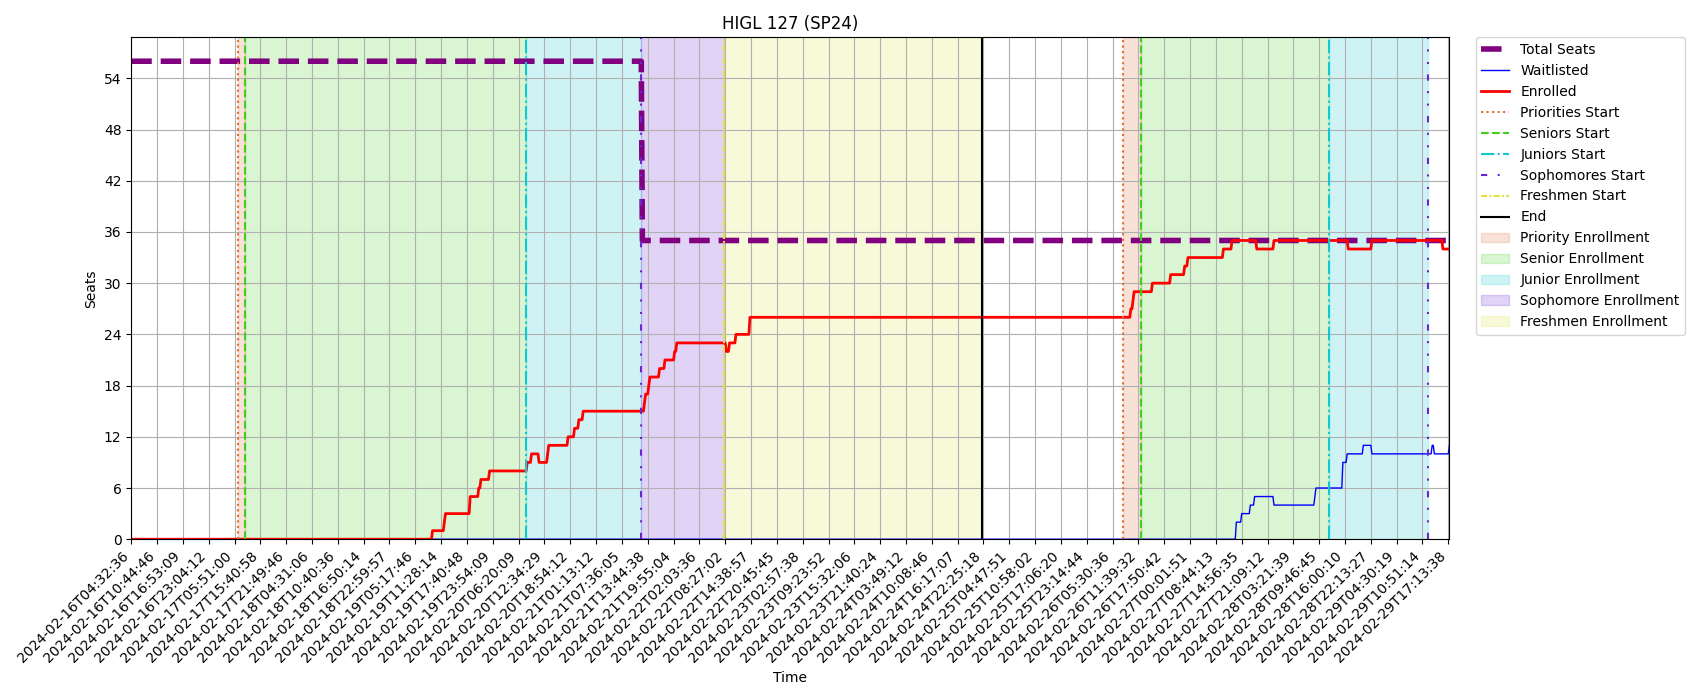 HIGL 127 (SP24)
Seats
54
48
42
36
30
24
18
12
6
0
2024-02-16T04:32:36
2024-02-16T10:44:46
2024-02-16T16:53:09
2024-02-16T23:04:12
2024-02-17T05:51:00
2024-02-17T15:40:58
2024-02-17T21:49:46
2024-02-18T04:31:06
2024-02-18T10:40:36
2024-02-18T16:50:14
2024-02-18T22:59:57
2024-02-19T05:17:46
2024-02-19T11:28:14
2024-02-19T17:40:48
2024-02-19T23:54:09
2024-02-20T06:20:09
2024-02-20T12:34:29
2024-02-20T18:54:12
2024-02-21T01:13:12
2024-02-21T07:36:05
2024-02-21T13:44:38
2024-02-21T19:55:04
2024-02-22T02:03:36
2024-02-22T08:27:02
2024-02-22T14:38:57
2024-02-22T20:45:45
2024-02-23T02:57:38
2024-02-23T09:23:52
2024-02-23T15:32:06
2024-02-23T21:40:24
2024-02-24T03:49:12
2024-02-24T10:08:46
2024-02-24T16:17:07
2024-02-24T22:25:18
2024-02-25T04:47:51
2024-02-25T10:58:02
2024-02-25T17:06:20
2024-02-25T23:14:44
2024-02-26T05:30:36
2024-02-26T11:39:32
2024-02-26T17:50:42
2024-02-27T00:01:51
2024-02-27T08:44:13
2024-02-27T14:56:35
2024-02-27T21:09:12
2024-02-28T03:21:39
2024-02-28T09:46:45
2024-02-28T16:00:10
2024-02-28T22:13:27
2024-02-29T04:30:19
2024-02-29T10:51:14
2024-02-29T17:13:38
Time
Total Seats
Waitlisted
Enrolled
Priorities Start
Seniors Start
Juniors Start
Sophomores Start
Freshmen Start
End
Priority Enrollment
Senior Enrollment
Junior Enrollment
Sophomore Enrollment
Freshmen Enrollment